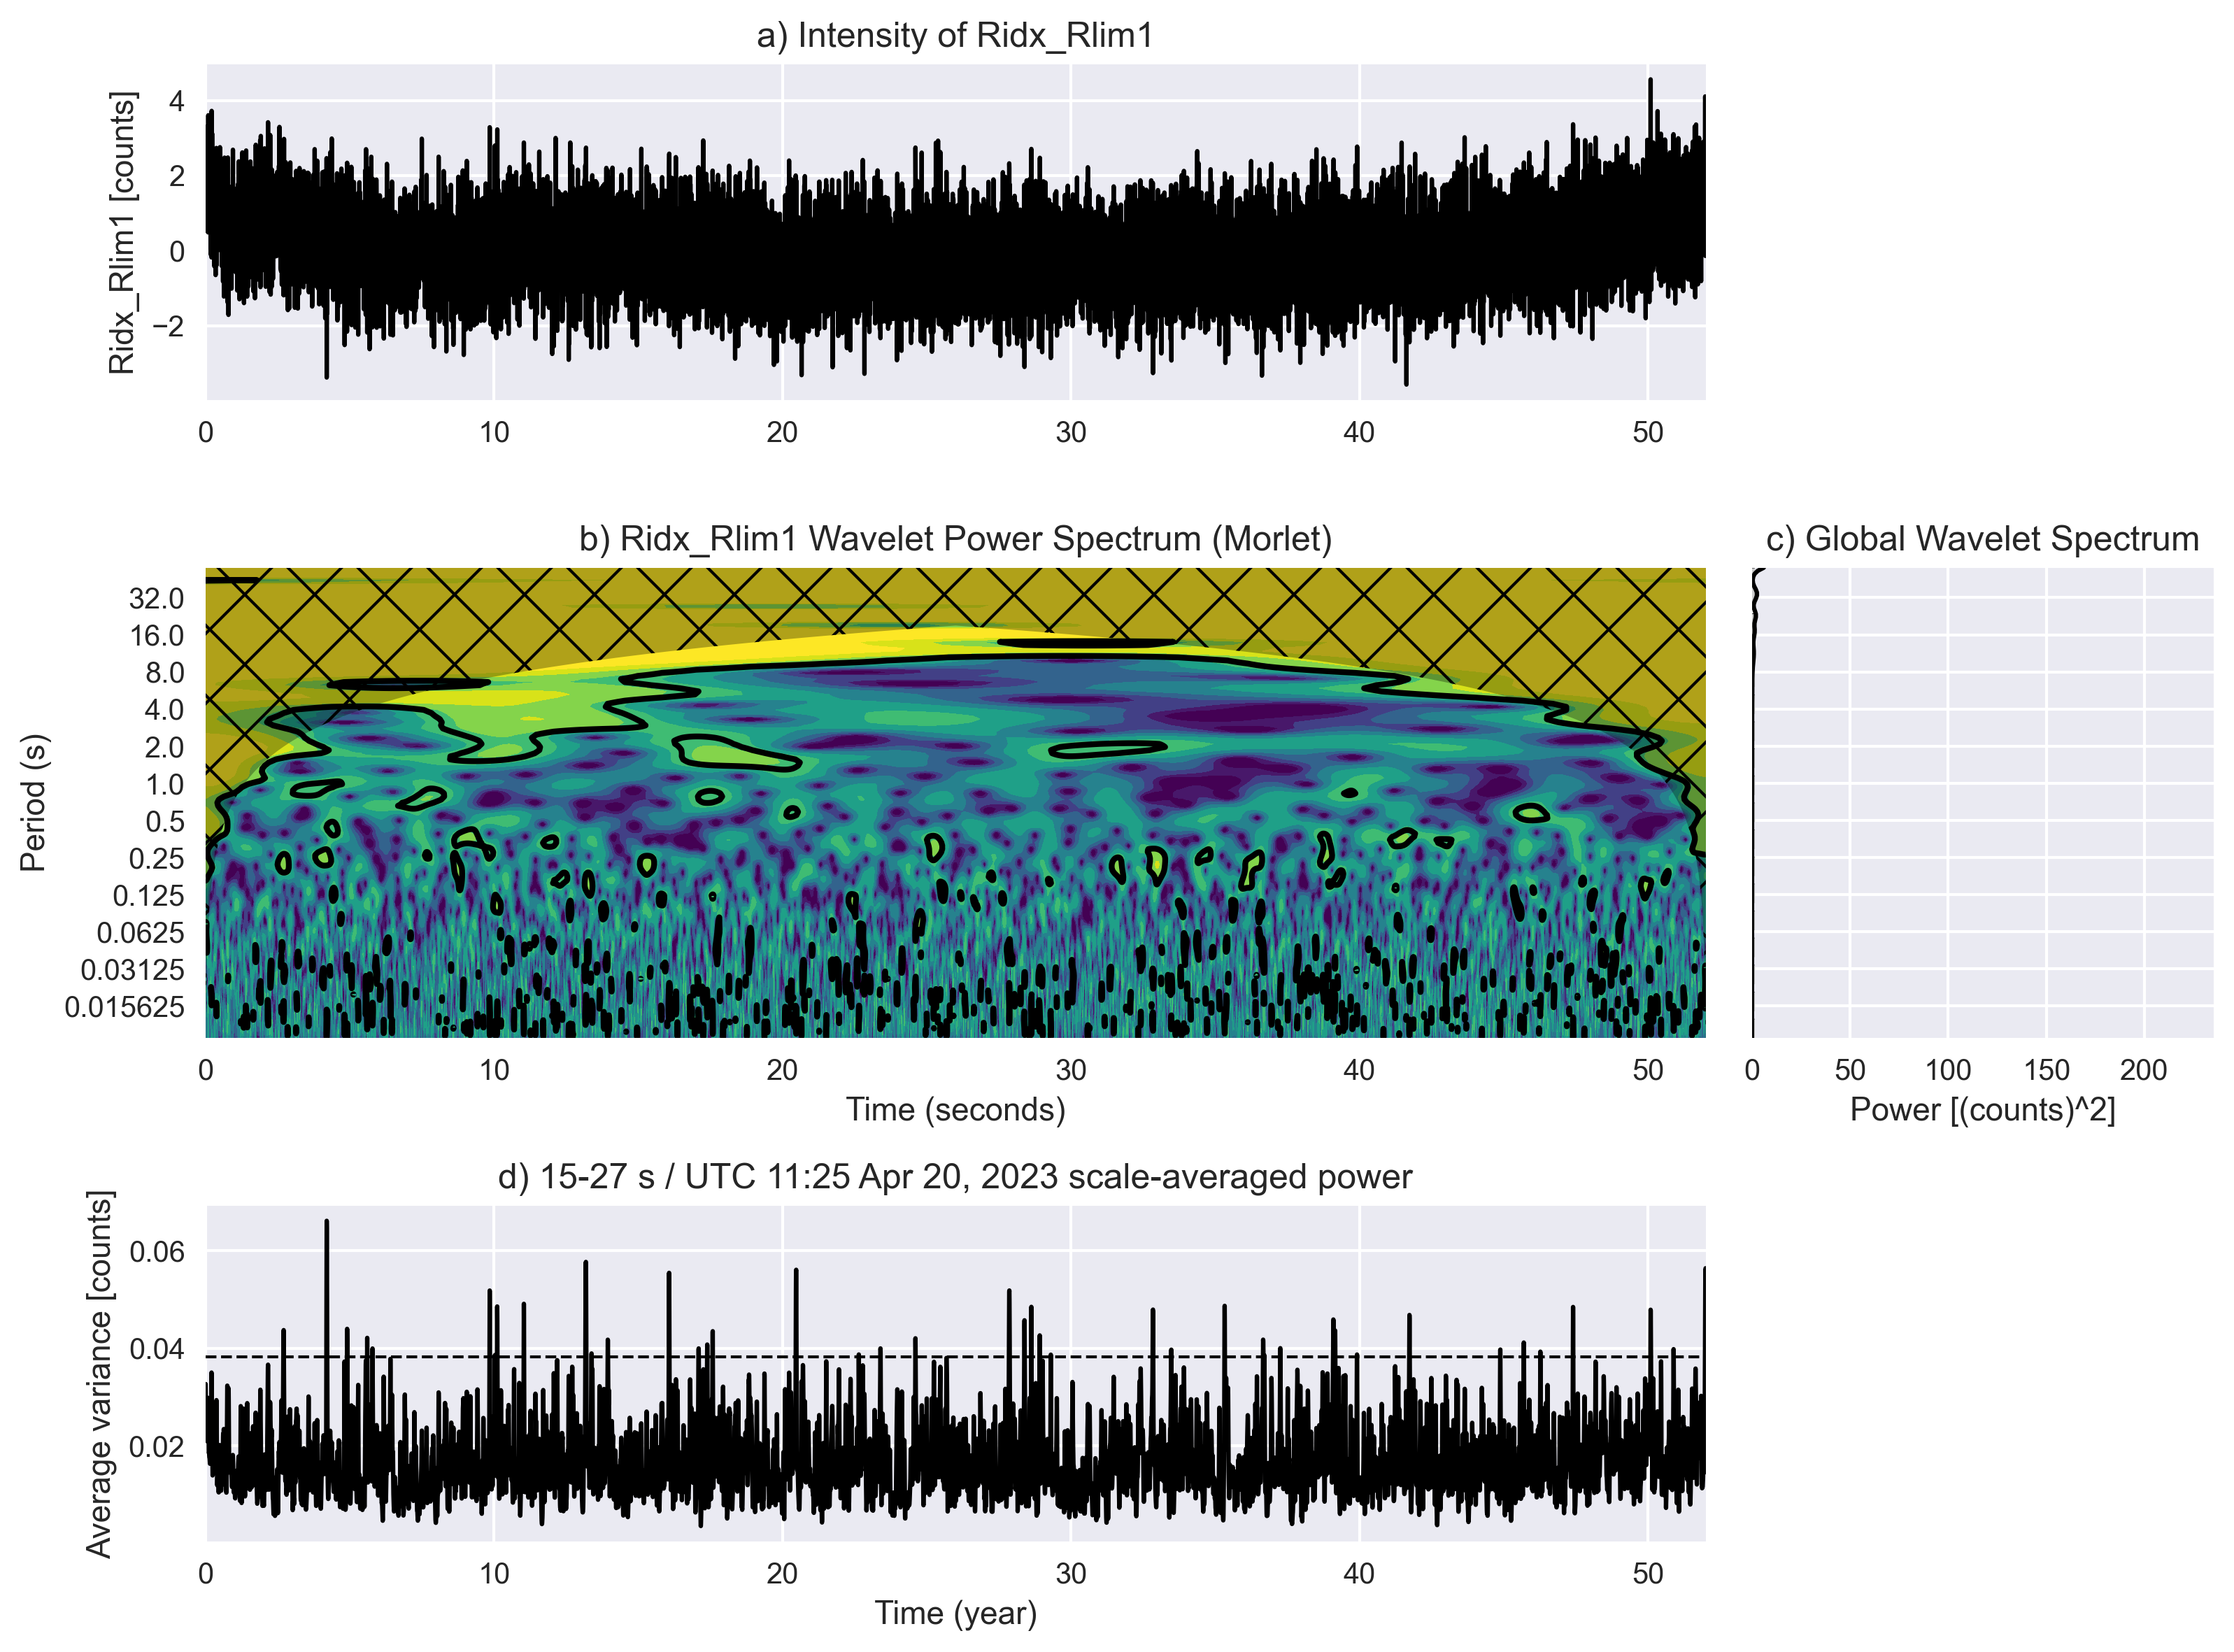 a) Intensity of Ridx_Rlim1
Ridx_Rlim1 [counts]
4
2
0
−2
0 10 20 30 40 50
b) Ridx_Rlim1 Wavelet Power Spectrum (Morlet)
Period (s)
32.0
16.0
8.0
4.0
2.0
1.0
0.5
0.25
0.125
0.0625
0.03125
0.015625
0 10 20 30 40 50
Time (seconds)
c) Global Wavelet Spectrum
0 50 100 150 200
Power [(counts)^2]
d) 15-27 s / UTC 11:25 Apr 20, 2023 scale-averaged power
Average variance [counts]
0.06
0.04
0.02
0 10 20 30 40 50
Time (year)